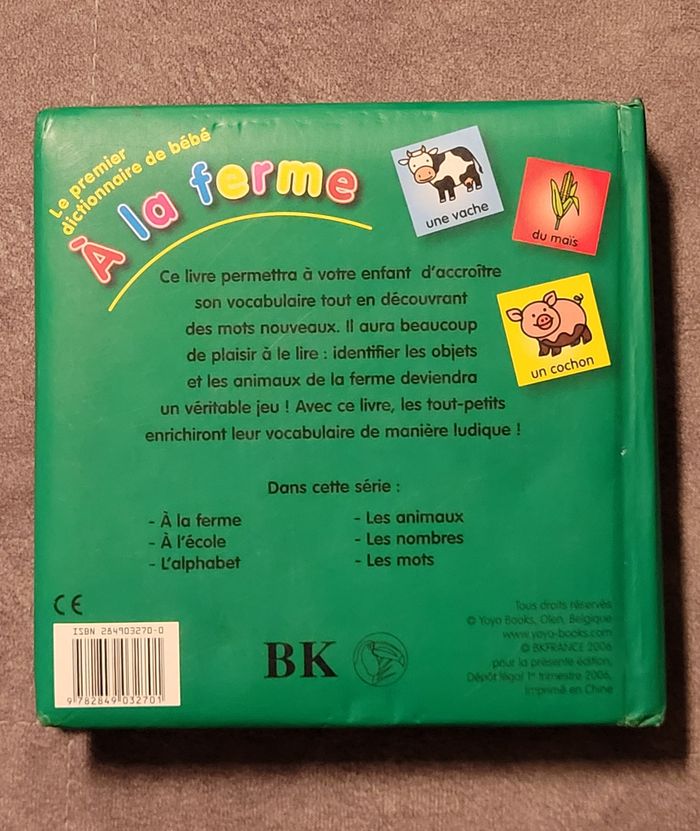 Le premier
dictionnaire de bébé
À la ferme
une vache
du maïs
un cochon
Ce livre permettra à votre enfant d'accroître
son vocabulaire tout en découvrant
des mots nouveaux. Il aura beaucoup
de plaisir à le lire : identifier les objets
et les animaux de la ferme deviendra
un véritable jeu ! Avec ce livre, les tout-petits
enrichiront leur vocabulaire de manière ludique !
Dans cette série :
- À la ferme
- À l'école
- L'alphabet
- Les animaux
- Les nombres
- Les mots
CE
ISBN 284903270-0
9 782849 032701
BK
Tous droits réservés
© Yoyo Books, Olen, Belgique
www.yoyo-books.com
© BKFRANCE 2006
pour la présente édition,
Dépôt légal 1er trimestre 2006,
Imprimé en Chine